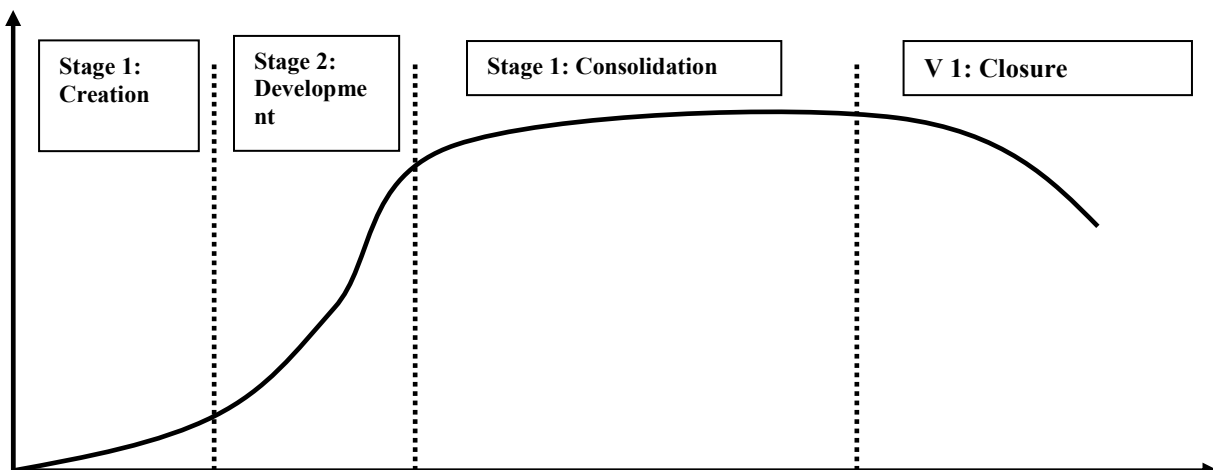 Stage 1:
Creation
Stage 2:
Developme
nt
Stage 1: Consolidation
V 1: Closure